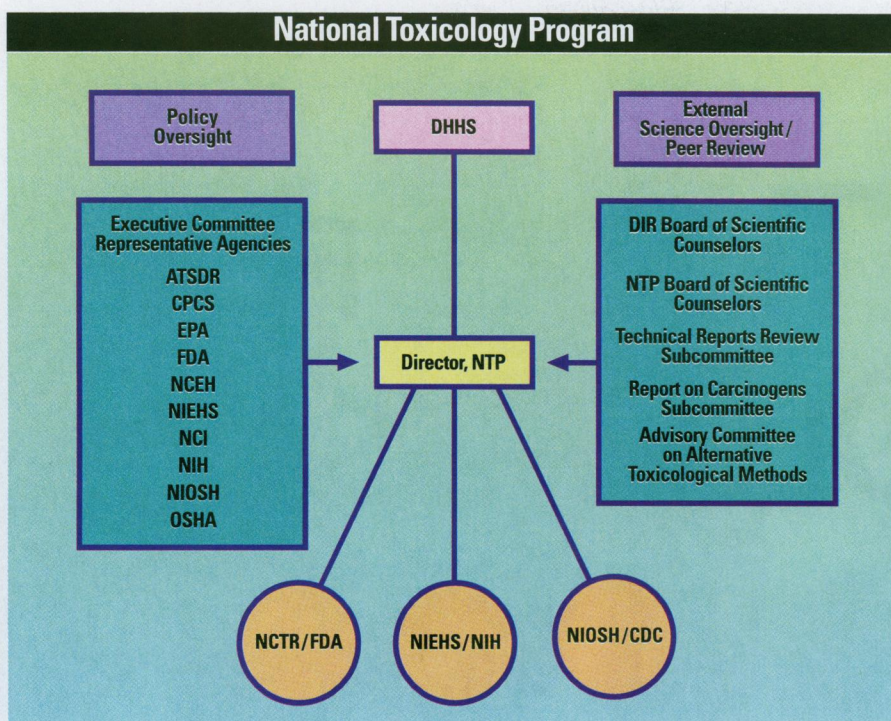 National Toxicology Program
Policy
Oversight
DHHS
External
Science Oversight/
Peer Review
Executive Committee
Representative Agencies
ATSDR
CPCS
EPA
FDA
NCEH
NIEHS
NCI
NIH
NIOSH
OSHA
Director, NTP
DIR Board of Scientific
Counselors
NTP Board of Scientific
Counselors
Technical Reports Review
Subcommittee
Report on Carcinogens
Subcommittee
Advisory Committee
on Alternative
Toxicological Methods
NCTR/FDA
NIEHS/NIH
NIOSH/CDC